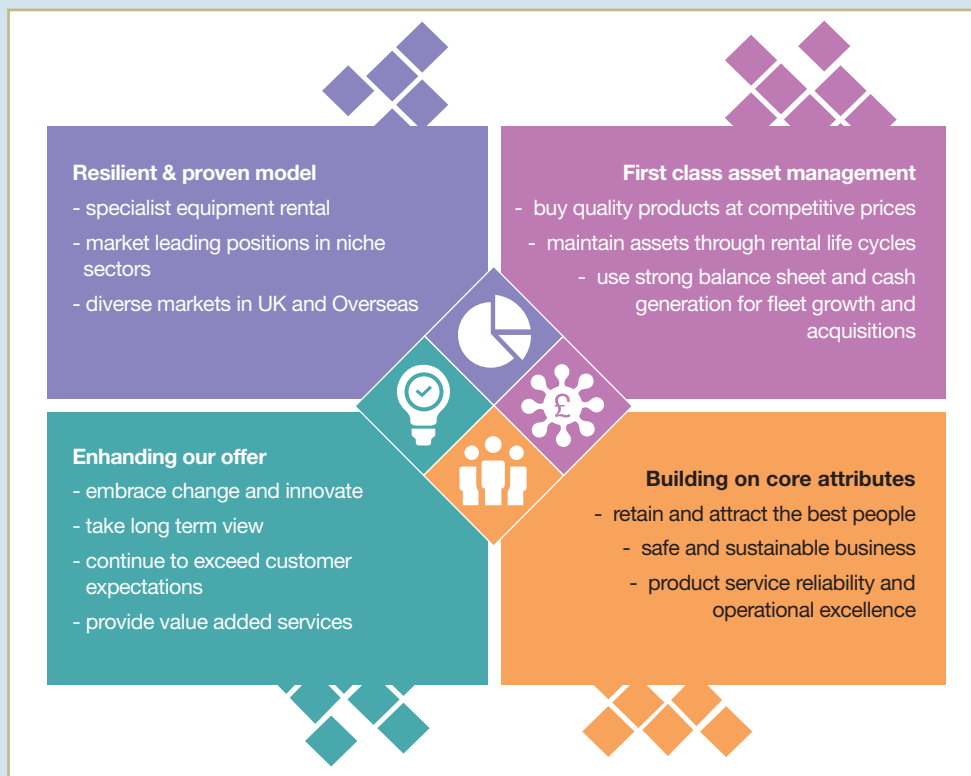 Resilient & proven model
- specialist equipment rental
- market leading positions in niche
sectors
- diverse markets in UK and Overseas
First class asset management
- buy quality products at competitive prices
- maintain assets through rental life cycles
- use strong balance sheet and cash
generation for fleet growth and
acquisitions
£
Enhanding our offer
- embrace change and innovate
- take long term view
- continue to exceed customer
expectations
- provide value added services
Building on core attributes
- retain and attract the best people
- safe and sustainable business
- product service reliability and
operational excellence